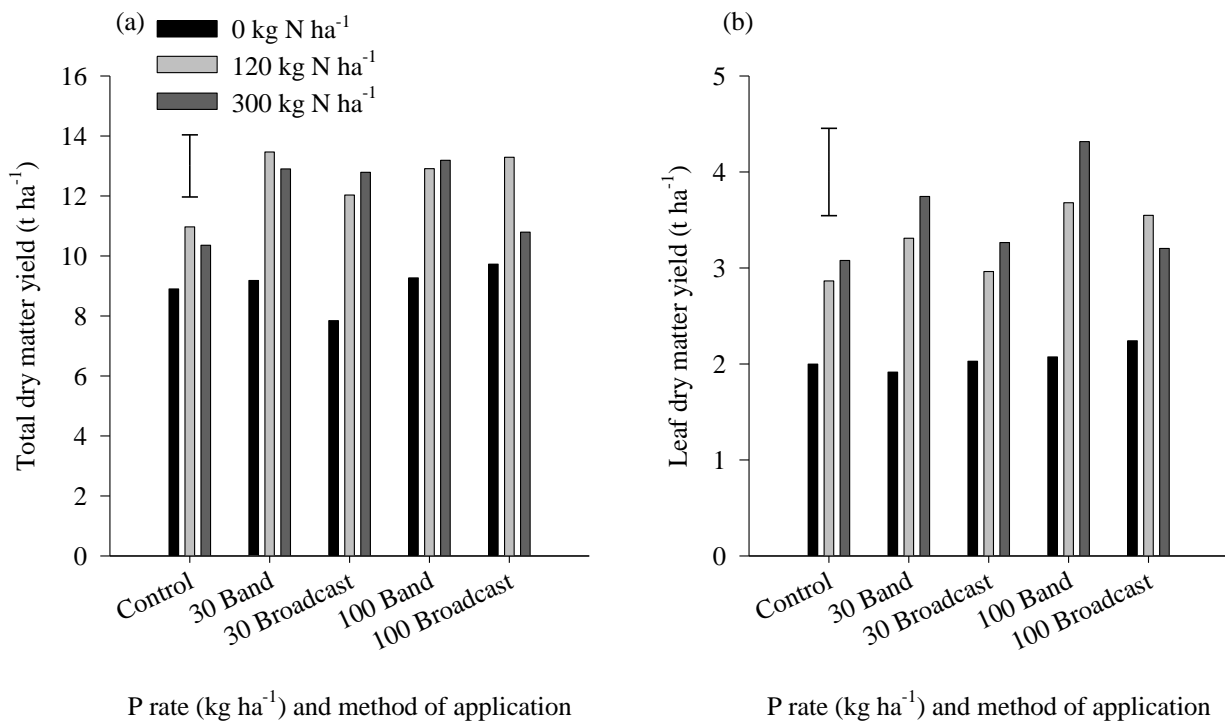 (a)
0 kg N ha⁻¹
120 kg N ha⁻¹
300 kg N ha⁻¹
Total dry matter yield (t ha⁻¹)
16
14
12
10
8
6
4
2
0
Control
30 Band
30 Broadcast
100 Band
100 Broadcast
P rate (kg ha⁻¹) and method of application
(b)
Leaf dry matter yield (t ha⁻¹)
5
4
3
2
1
0
Control
30 Band
30 Broadcast
100 Band
100 Broadcast
P rate (kg ha⁻¹) and method of application